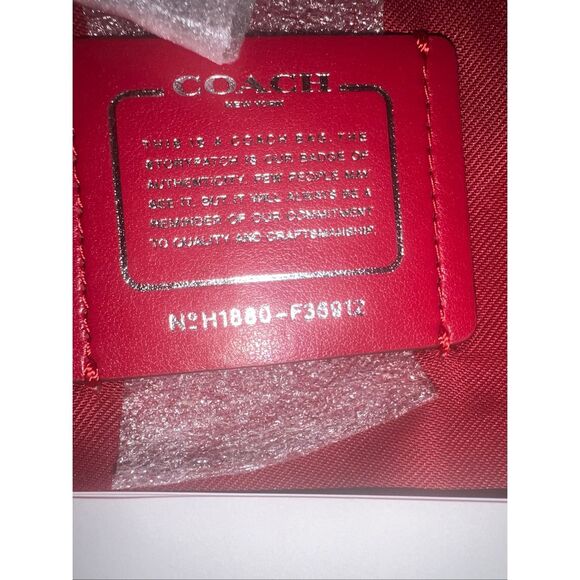 COACH
NEW YORK
THIS IS A COACH BAG. THE
STORYPATCH IS OUR BADGE OF
AUTHENTICITY. FEW PEOPLE MAY
SEE IT, BUT IT WILL ALWAYS BE A
REMINDER OF OUR COMMITMENT
TO QUALITY AND CRAFTSMANSHIP.
Nº H1880-F36912